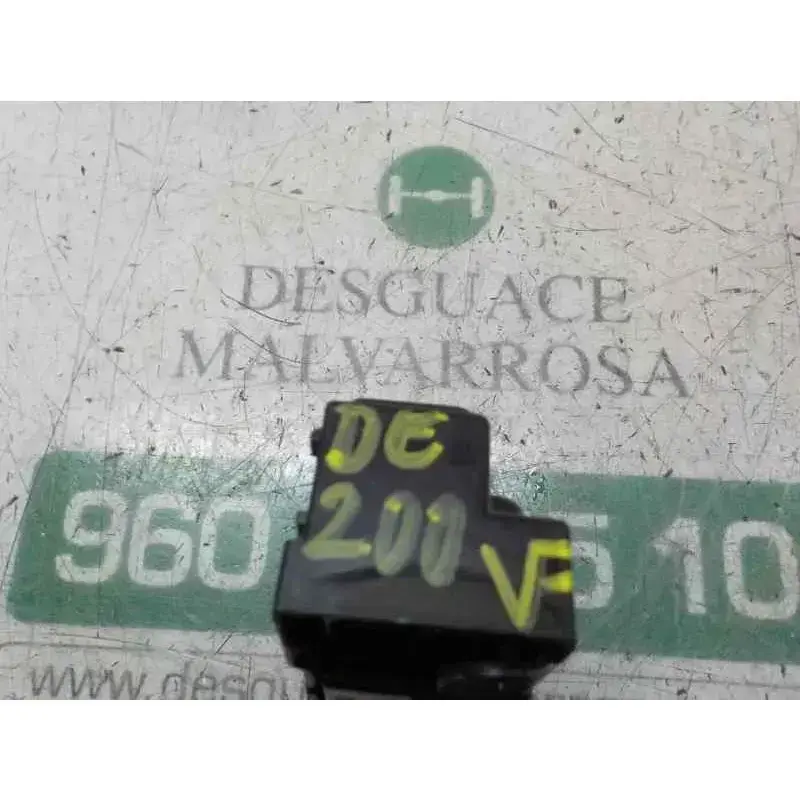 DESGUACE
MALVARROSA
DE
200
VF
960 5 10
www.desgu